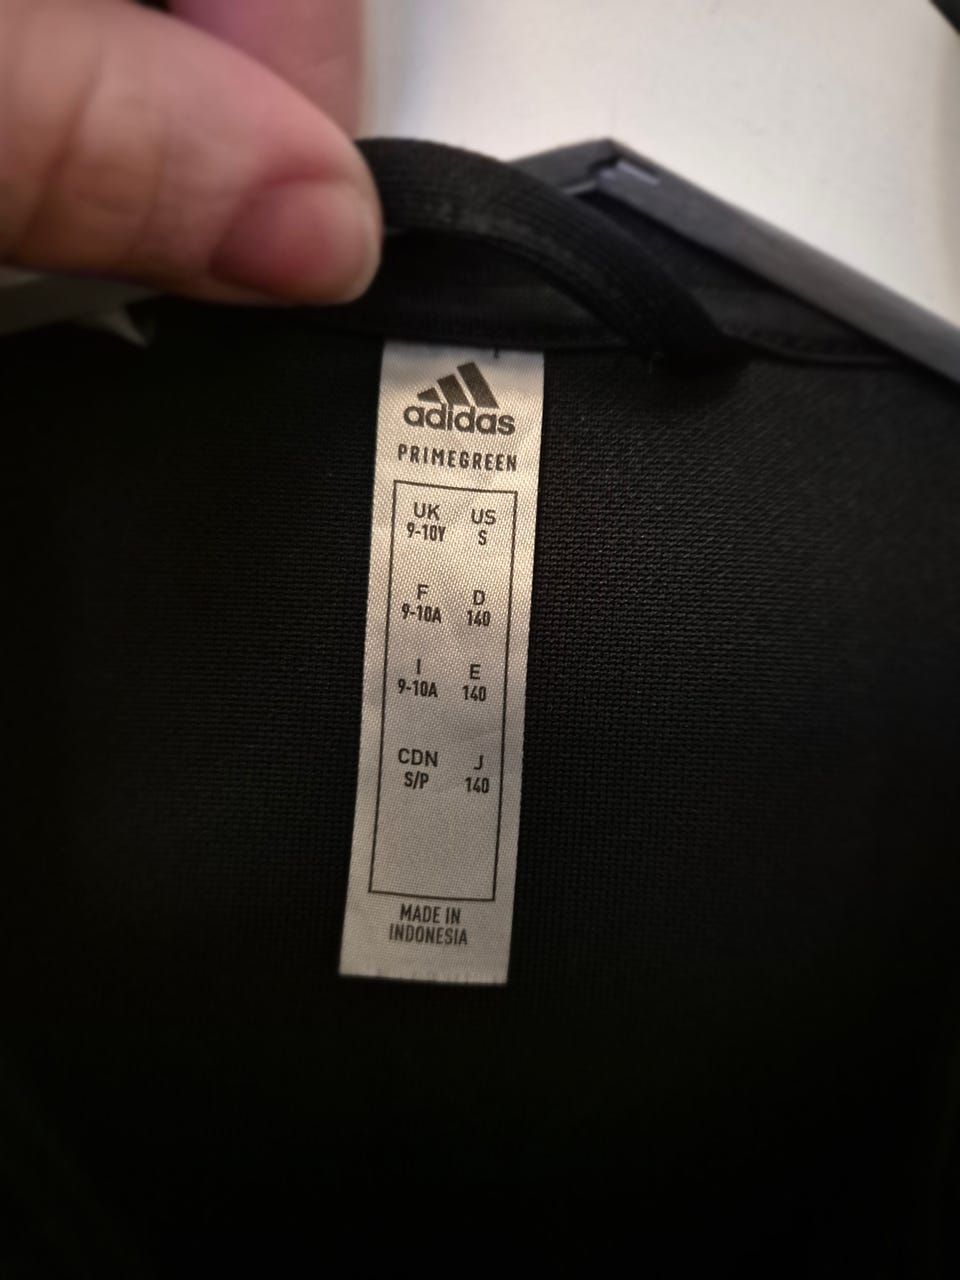 adidas
PRIMEGREEN
UK US
9-10Y S
F D
9-10A 140
I E
9-10A 140
CDN J
S/P 140
MADE IN
INDONESIA